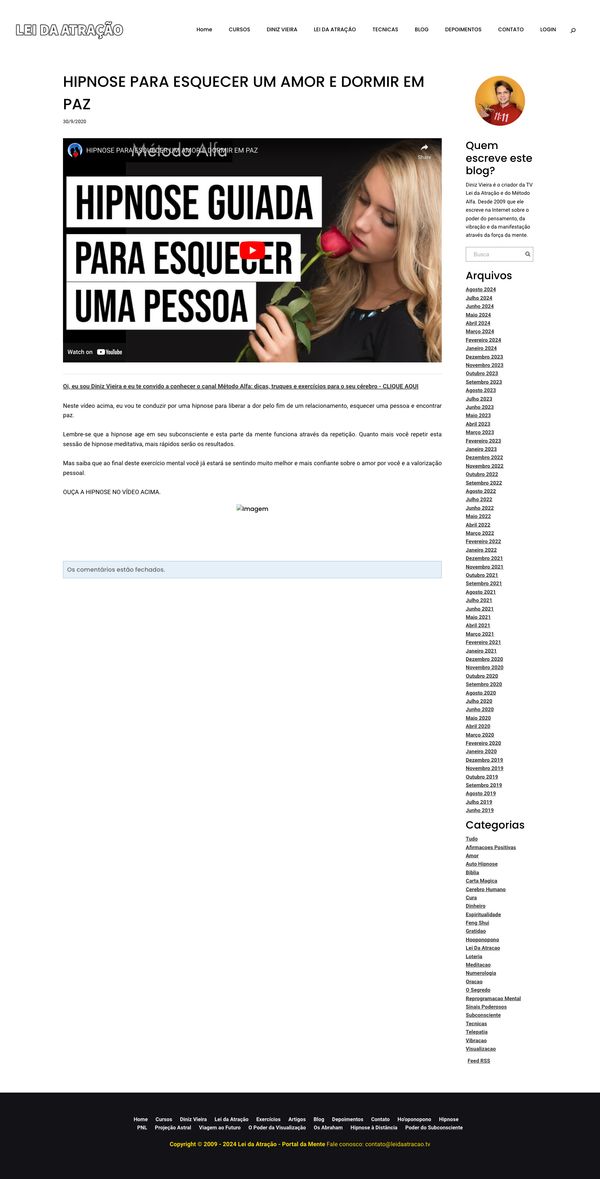 LEI DA ATRAÇÃO
Home CURSOS DINIZ VIEIRA LEI DA ATRAÇÃO TECNICAS BLOG DEPOIMENTOS CONTATO LOGIN
HIPNOSE PARA ESQUECER UM AMOR E DORMIR EM
PAZ
30/9/2020
HIPNOSE PARA ESQUECER UM AMOR E DORMIR EM PAZ
Método Alfa
Share
HIPNOSE GUIADA
PARA ESQUECER
UMA PESSOA
Watch on YouTube
Oi, eu sou Diniz Vieira e eu te convido a conhecer o canal Método Alfa: dicas, truques e exercícios para o seu cérebro - CLIQUE AQUI
Neste vídeo acima, eu vou te conduzir por uma hipnose para liberar a dor pelo fim de um relacionamento, esquecer uma pessoa e encontrar
paz.
Lembre-se que a hipnose age em seu subconsciente e esta parte da mente funciona através da repetição. Quanto mais você repetir esta
sessão de hipnose meditativa, mais rápidos serão os resultados.
Mas saiba que ao final deste exercício mental você já estará se sentindo muito melhor e mais confiante sobre o amor por você e a valorização
pessoal.
OUÇA A HIPNOSE NO VÍDEO ACIMA.
Imagem
Os comentários estão fechados.
11:11
Quem
escreve este
blog?
Diniz Vieira é o criador da TV
Lei da Atração e do Método
Alfa. Desde 2009 que ele
escreve na Internet sobre o
poder do pensamento, da
vibração e da manifestação
através da força da mente.
Busca
Arquivos
Agosto 2024
Julho 2024
Junho 2024
Maio 2024
Abril 2024
Março 2024
Fevereiro 2024
Janeiro 2024
Dezembro 2023
Novembro 2023
Outubro 2023
Setembro 2023
Agosto 2023
Julho 2023
Junho 2023
Maio 2023
Abril 2023
Março 2023
Fevereiro 2023
Janeiro 2023
Dezembro 2022
Novembro 2022
Outubro 2022
Setembro 2022
Agosto 2022
Julho 2022
Junho 2022
Maio 2022
Abril 2022
Março 2022
Fevereiro 2022
Janeiro 2022
Dezembro 2021
Novembro 2021
Outubro 2021
Setembro 2021
Agosto 2021
Julho 2021
Junho 2021
Maio 2021
Abril 2021
Março 2021
Fevereiro 2021
Janeiro 2021
Dezembro 2020
Novembro 2020
Outubro 2020
Setembro 2020
Agosto 2020
Julho 2020
Junho 2020
Maio 2020
Abril 2020
Março 2020
Fevereiro 2020
Janeiro 2020
Dezembro 2019
Novembro 2019
Outubro 2019
Setembro 2019
Agosto 2019
Julho 2019
Junho 2019
Categorias
Tudo
Afirmacoes Positivas
Amor
Auto Hipnose
Bíblia
Carta Magica
Cerebro Humano
Cura
Dinheiro
Espiritualidade
Feng Shui
Gratidao
Hooponopono
Lei Da Atracao
Loteria
Meditacao
Numerologia
Oracao
O Segredo
Reprogramacao Mental
Sinais Poderosos
Subconsciente
Tecnicas
Telepatia
Vibracao
Visualizacao
Feed RSS
Home Cursos Diniz Vieira Lei da Atração Exercícios Artigos Blog Depoimentos Contato Ho'oponopono Hipnose
PNL Projeção Astral Viagem ao Futuro O Poder da Visualização Os Abraham Hipnose à Distância Poder do Subconsciente
Copyright © 2009 - 2024 Lei da Atração - Portal da Mente Fale conosco: contato@leidaatracao.tv